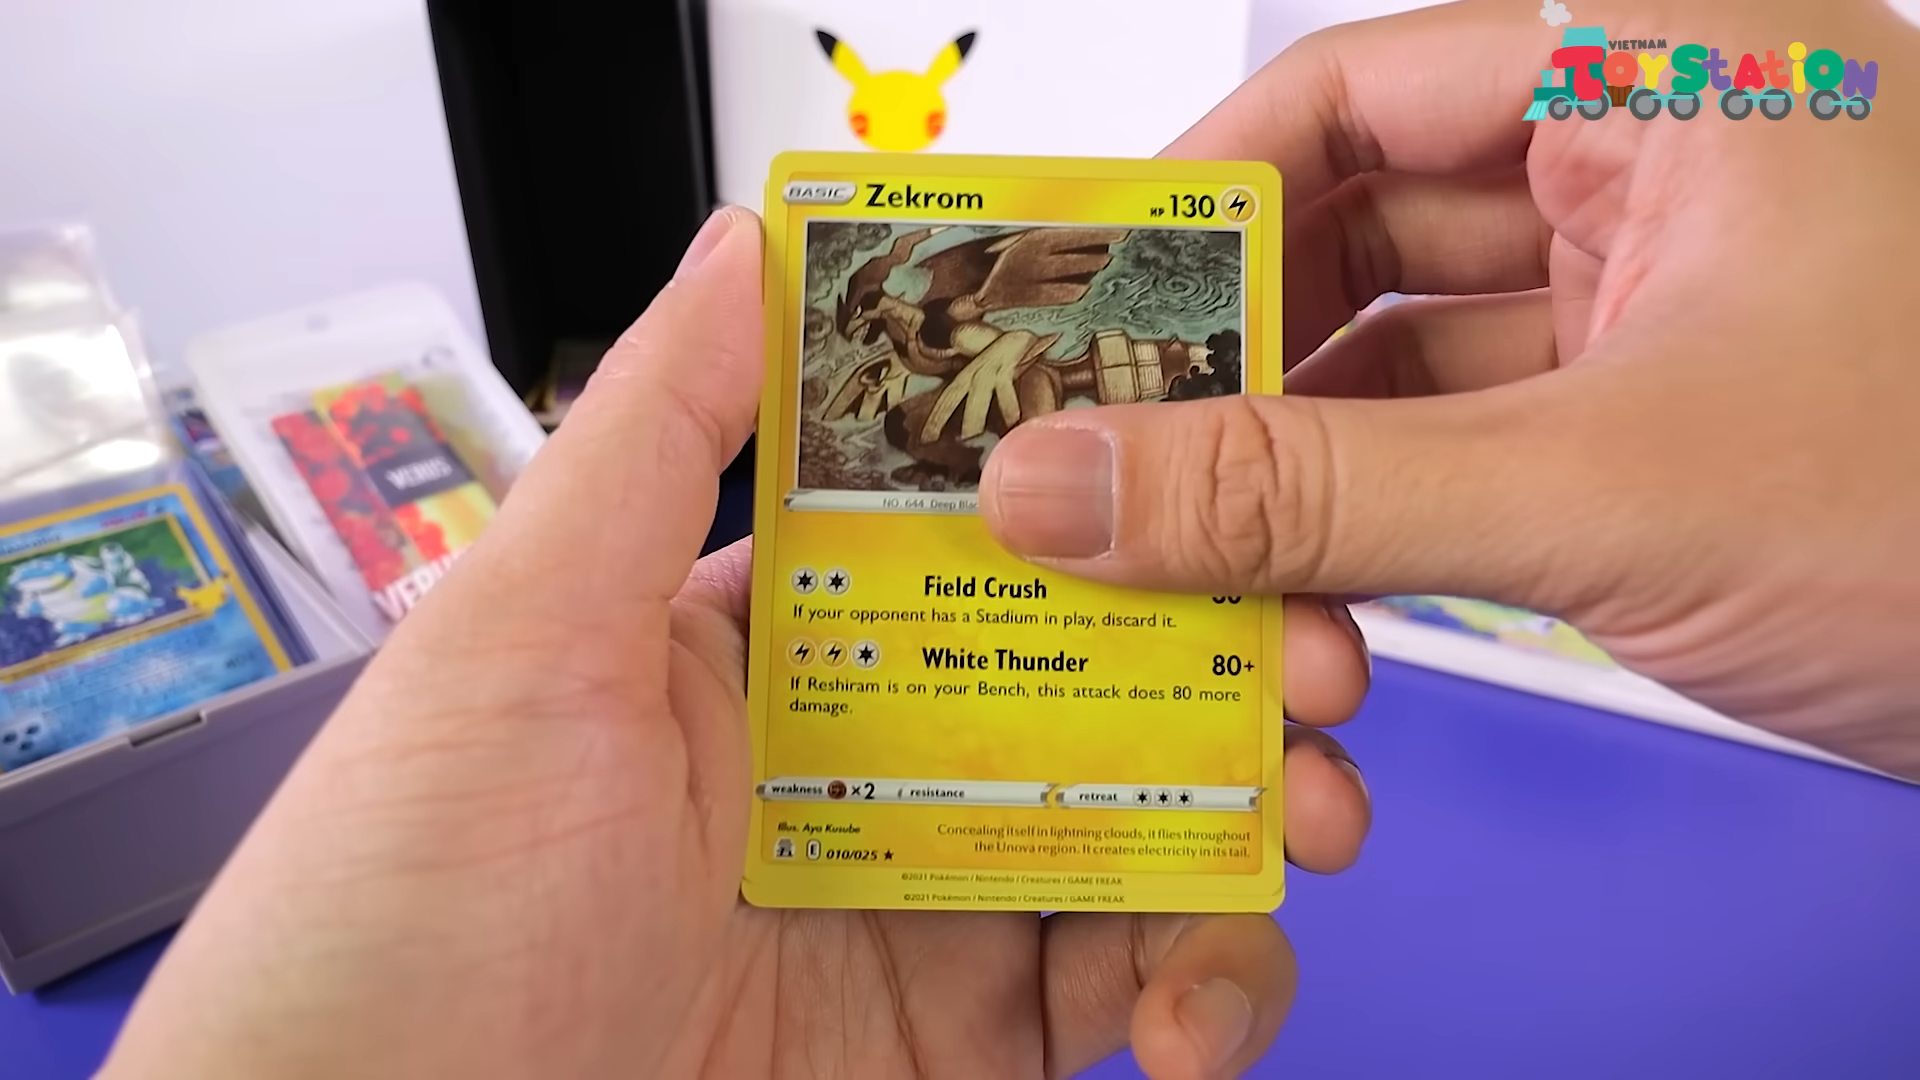 VIETNAM
TOYStAtiON
BASIC Zekrom HP 130
NO. 644 Deep Blac
Field Crush
If your opponent has a Stadium in play, discard it.
White Thunder 80+
If Reshiram is on your Bench, this attack does 80 more
damage.
weakness ×2 resistance retreat
Illus. Aya Kusube
Concealing itself in lightning clouds, it flies throughout
the Unova region. It creates electricity in its tail.
E 010/025 ★
©2021 Pokémon / Nintendo / Creatures / GAME FREAK
©2021 Pokémon / Nintendo / Creatures / GAME FREAK
VERUS